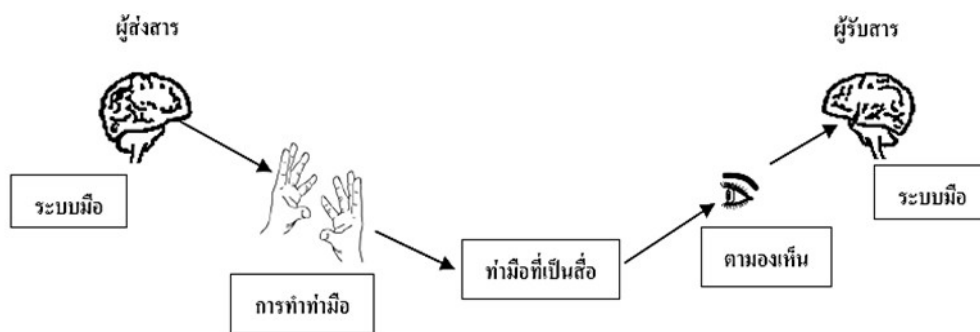 ผู้ส่งสาร
ผู้รับสาร
ระบบมือ
ระบบมือ
การทำท่ามือ
ท่ามือที่เป็นสื่อ
ตามองเห็น